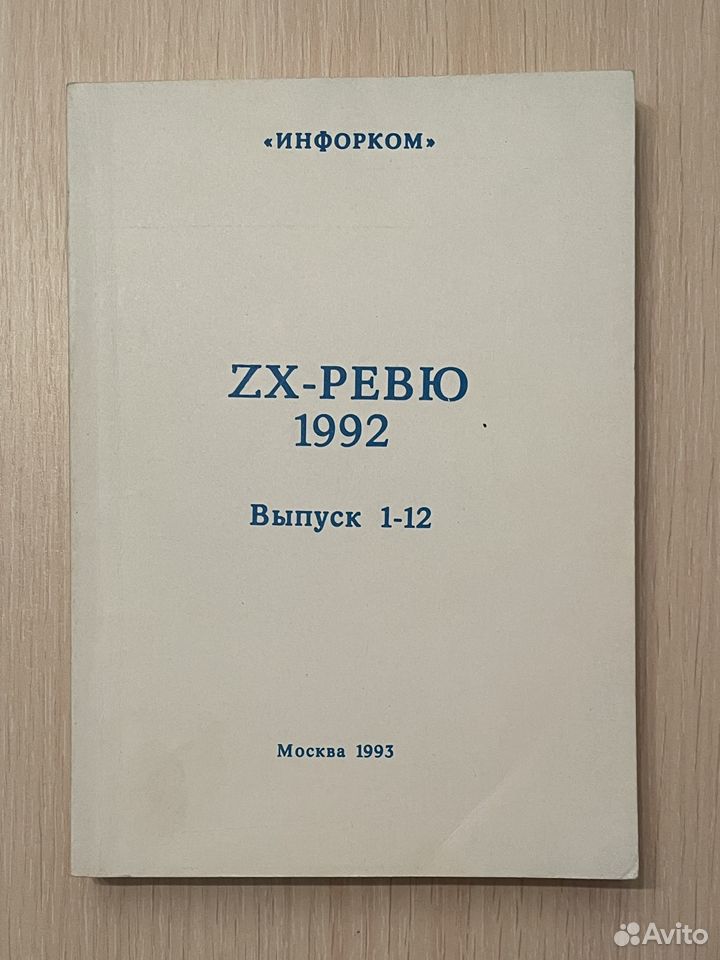 «ИНФОРКОМ»
ZX-РЕВЮ
1992
Выпуск 1-12
Москва 1993
Avito